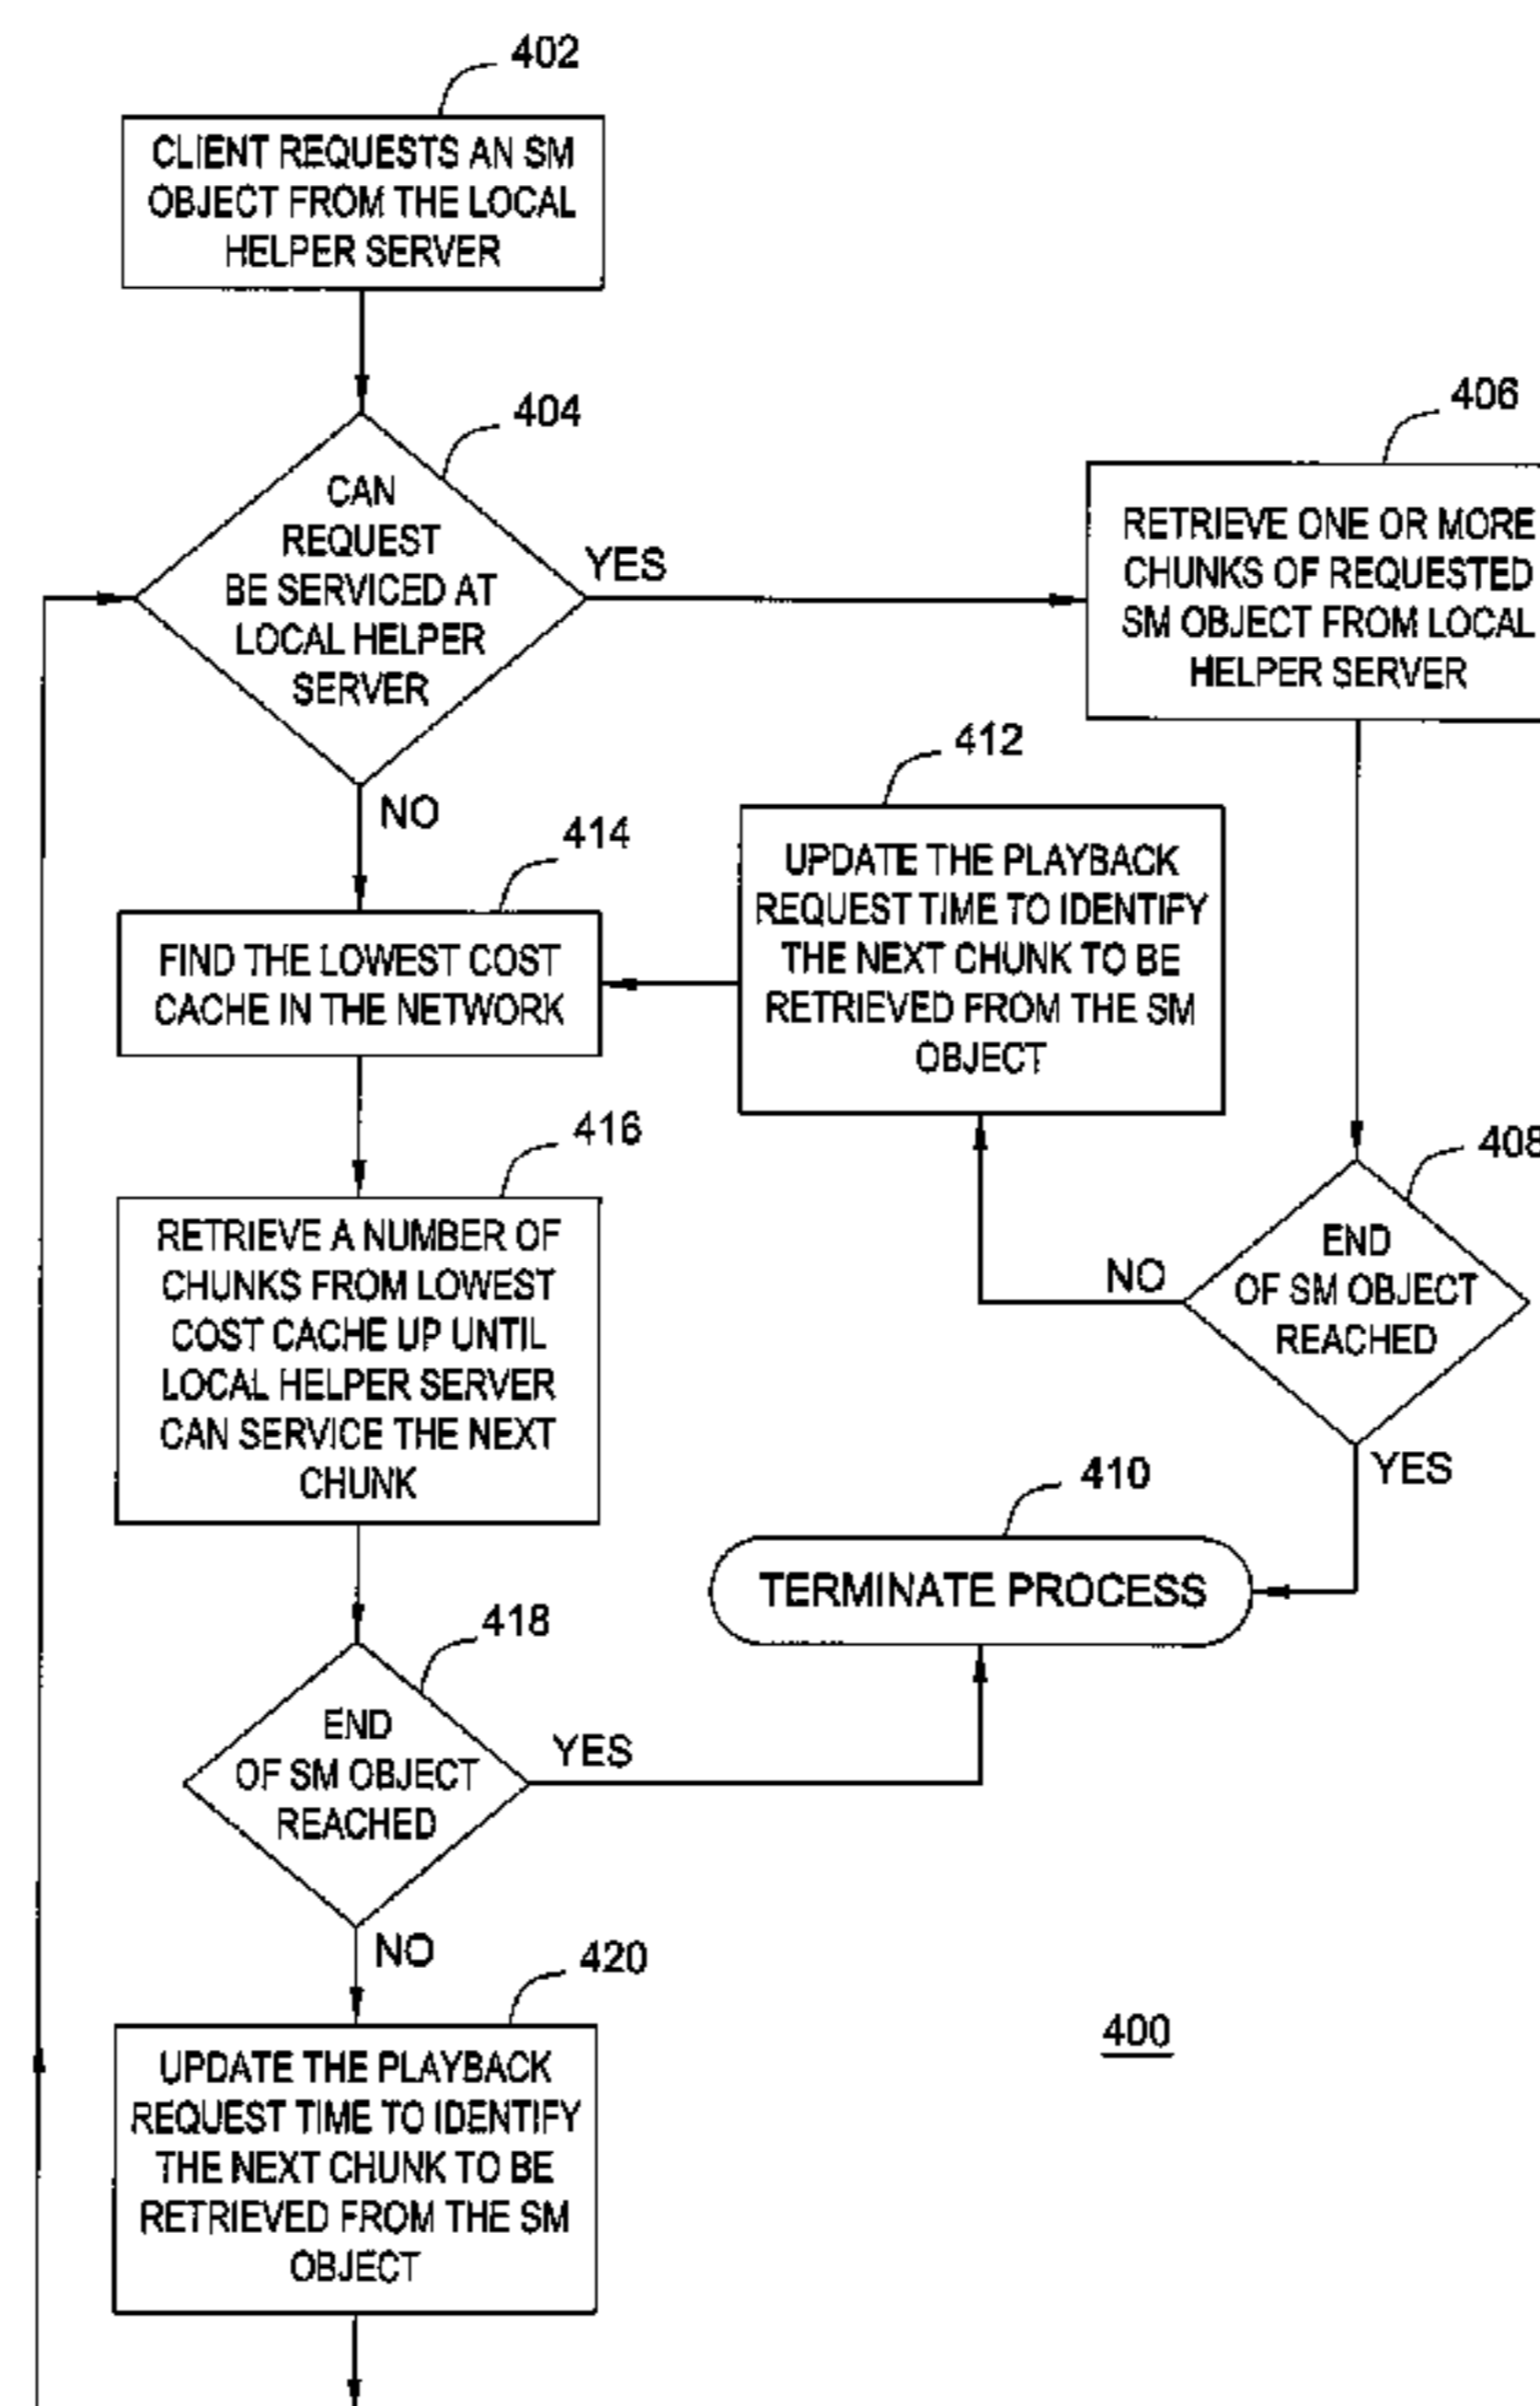 402
CLIENT REQUESTS AN SM
OBJECT FROM THE LOCAL
HELPER SERVER
404
CAN
REQUEST
BE SERVICED AT
LOCAL HELPER
SERVER
YES
NO
406
RETRIEVE ONE OR MORE
CHUNKS OF REQUESTED
SM OBJECT FROM LOCAL
HELPER SERVER
412
UPDATE THE PLAYBACK
REQUEST TIME TO IDENTIFY
THE NEXT CHUNK TO BE
RETRIEVED FROM THE SM
OBJECT
414
FIND THE LOWEST COST
CACHE IN THE NETWORK
408
END
OF SM OBJECT
REACHED
NO
YES
416
RETRIEVE A NUMBER OF
CHUNKS FROM LOWEST
COST CACHE UP UNTIL
LOCAL HELPER SERVER
CAN SERVICE THE NEXT
CHUNK
410
TERMINATE PROCESS
418
END
OF SM OBJECT
REACHED
YES
NO
420
UPDATE THE PLAYBACK
REQUEST TIME TO IDENTIFY
THE NEXT CHUNK TO BE
RETRIEVED FROM THE SM
OBJECT
400